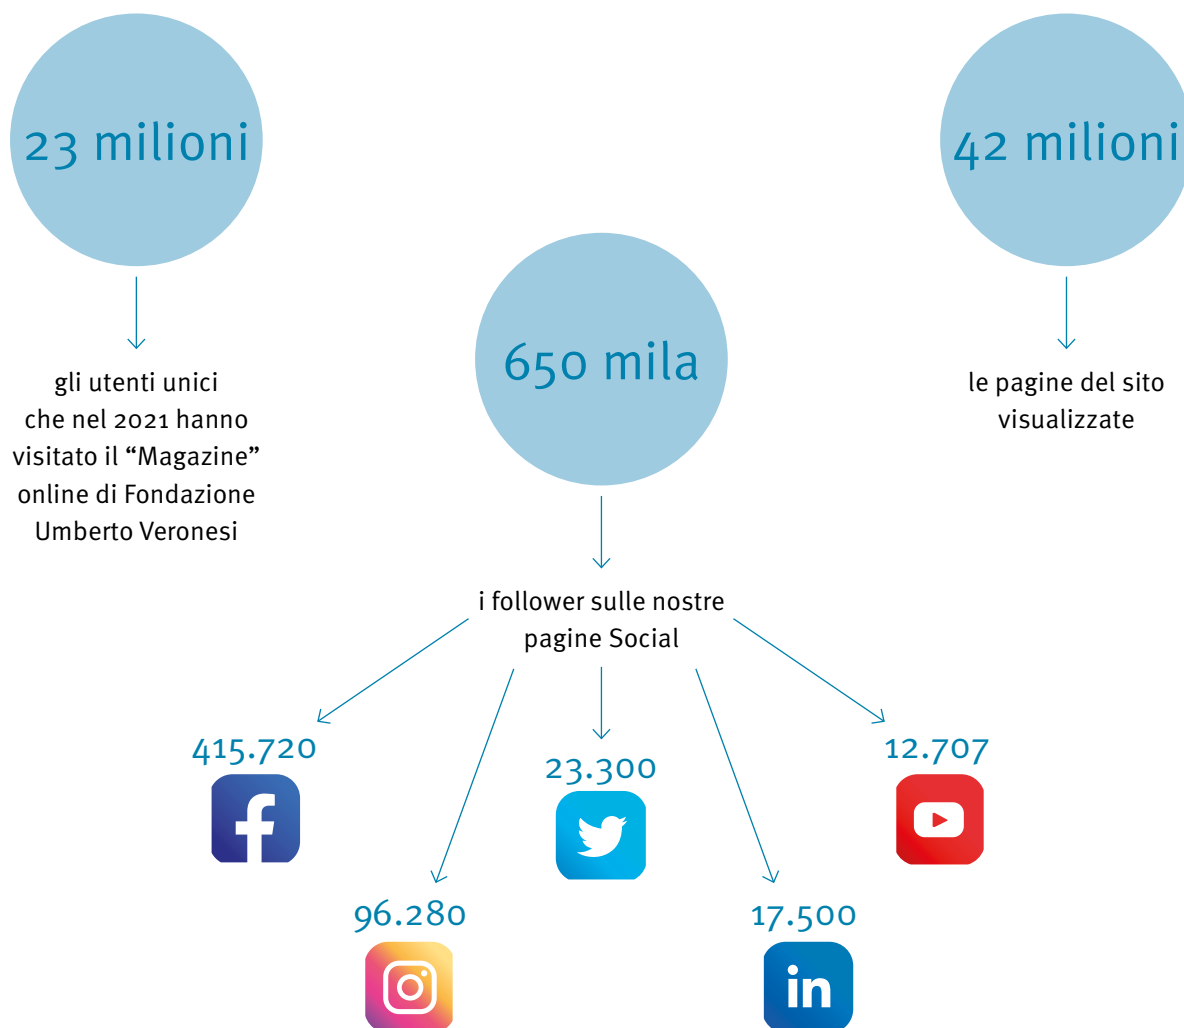 23 milioni
gli utenti unici
che nel 2021 hanno
visitato il “Magazine”
online di Fondazione
Umberto Veronesi
42 milioni
le pagine del sito
visualizzate
650 mila
i follower sulle nostre
pagine Social
415.720
23.300
12.707
96.280
17.500
in